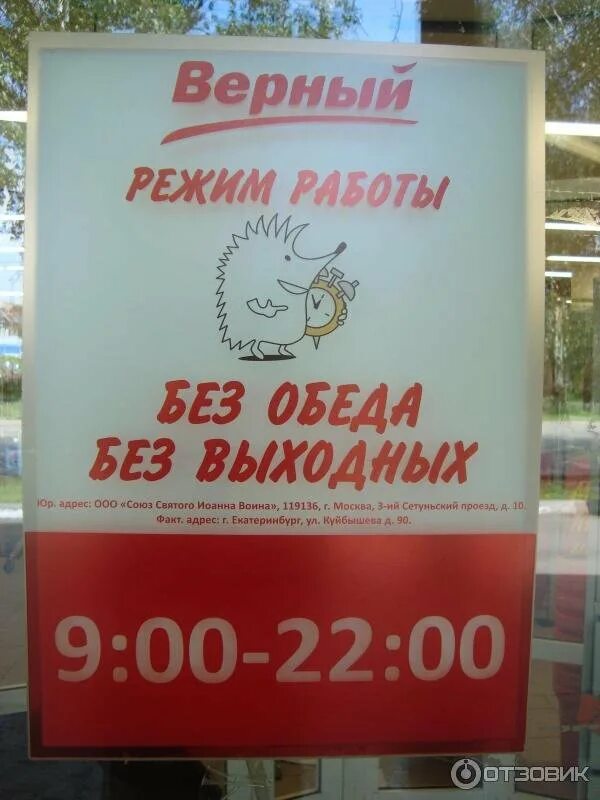 Верный
РЕЖИМ РАБОТЫ
БЕЗ ОБЕДА
БЕЗ ВЫХОДНЫХ
Юр. адрес: ООО «Союз Святого Иоанна Воина», 119136, г. Москва, 3-ий Сетуньский проезд, д. 10.
Факт. адрес: г. Екатеринбург, ул. Куйбышева д. 90.
9:00-22:00
ОТЗОВИК